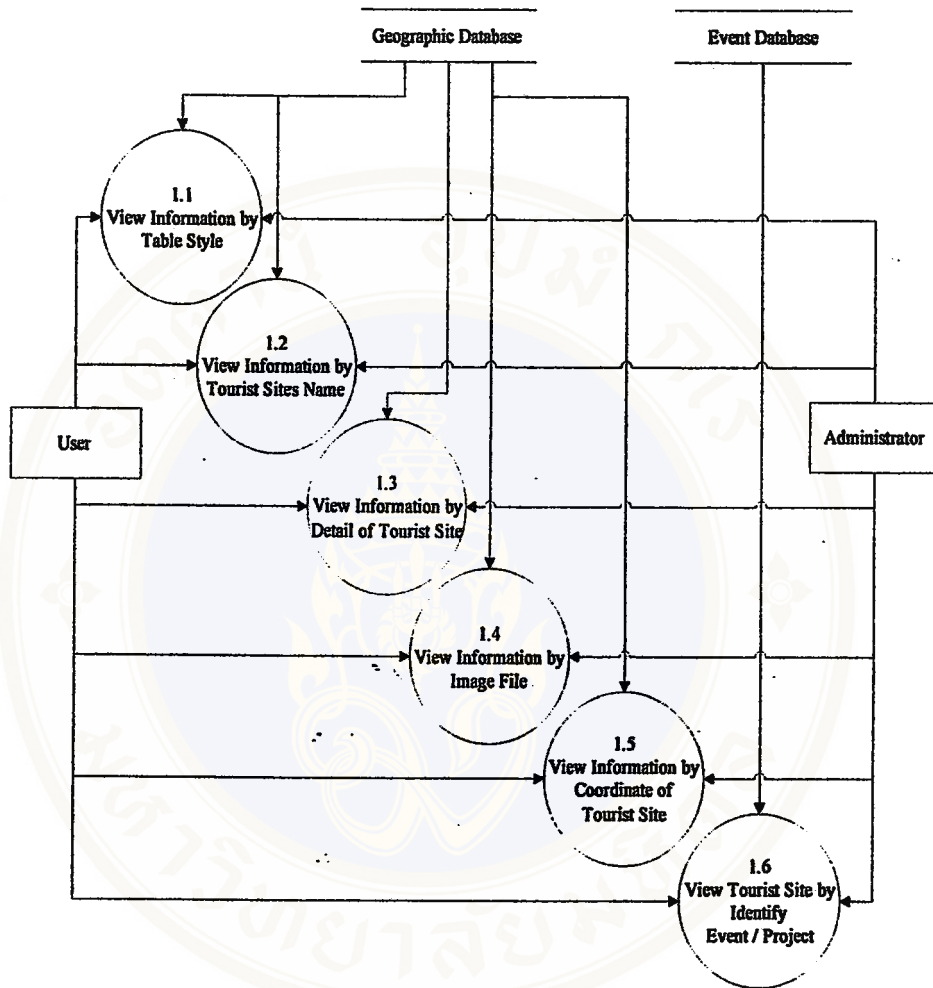 Geographic Database
Event Database
1.1
View Information by
Table Style
1.2
View Information by
Tourist Sites Name
User
Administrator
1.3
View Information by
Detail of Tourist Site
1.4
View Information by
Image File
1.5
View Information by
Coordinate of
Tourist Site
1.6
View Tourist Site by
Identify
Event / Project